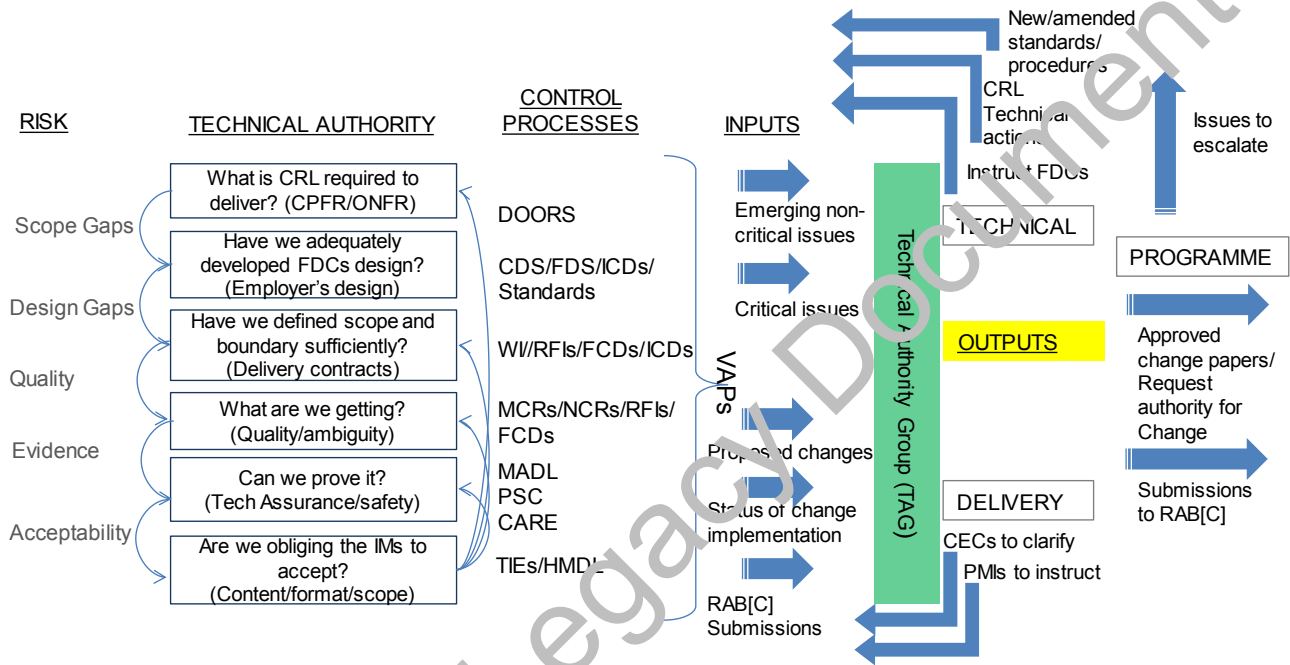 RISK
TECHNICAL AUTHORITY
CONTROL
PROCESSES
INPUTS
Scope Gaps
Design Gaps
Quality
Evidence
Acceptability
What is CRL required to
deliver? (CPFR/ONFR)
Have we adequately
developed FDCs design?
(Employer's design)
Have we defined scope and
boundary sufficiently?
(Delivery contracts)
What are we getting?
(Quality/ambiguity)
Can we prove it?
(Tech Assurance/safety)
Are we obliging the IMs to
accept?
(Content/format/scope)
DOORS
CDS/FDS/ICDs/
Standards
WI//RFIs/FCDs/ICDs
MCRs/NCRs/RFIs/
FCDs
MADL
PSC
CARE
TIEs/HMDL
VAPs
Emerging non-
critical issues
Critical issues
Proposed changes
Status of change
implementation
RAB[C]
Submissions
Technical Authority Group (TAG)
New/amended
standards/
procedures
CRL
Technical
actions
Instruct FDCs
TECHNICAL
OUTPUTS
DELIVERY
CECs to clarify
PMIs to instruct
Issues to
escalate
PROGRAMME
Approved
change papers/
Request
authority for
Change
Submissions
to RAB[C]
Legacy Document